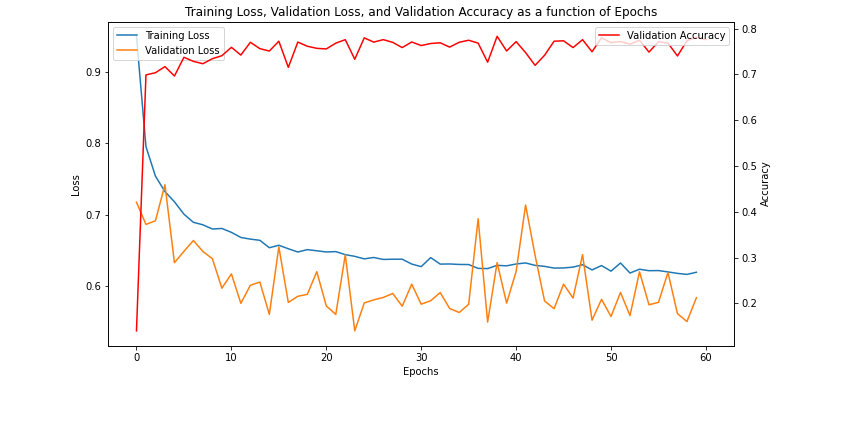 Training Loss, Validation Loss, and Validation Accuracy as a function of Epochs
Training Loss
Validation Loss
Validation Accuracy
0.9
0.8
0.7
0.6
Loss
0.8
0.7
0.6
0.5
0.4
0.3
0.2
Accuracy
0
10
20
30
40
50
60
Epochs